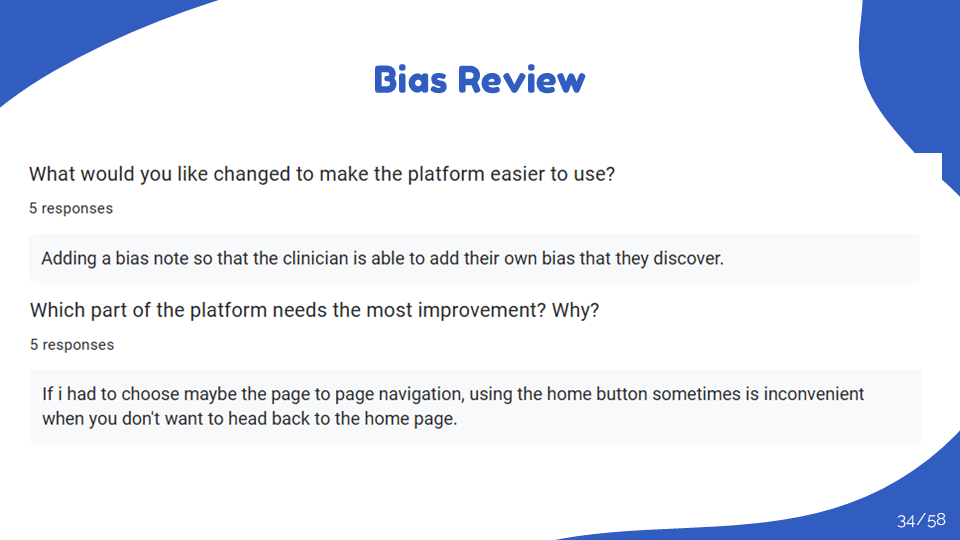 Bias Review
What would you like changed to make the platform easier to use?
5 responses
Adding a bias note so that the clinician is able to add their own bias that they discover.
Which part of the platform needs the most improvement? Why?
5 responses
If i had to choose maybe the page to page navigation, using the home button sometimes is inconvenient
when you don't want to head back to the home page.
34/58